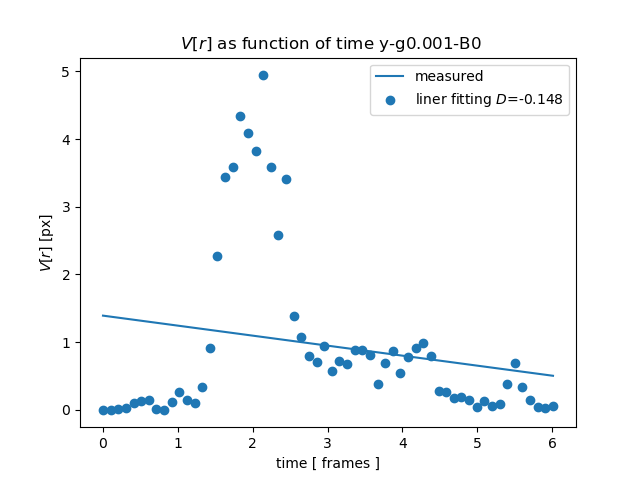 V[r] as function of time y-g0.001-B0
measured
liner fitting D=-0.148
5
4
3
2
1
0
V[r] [px]
0 1 2 3 4 5 6
time [ frames ]